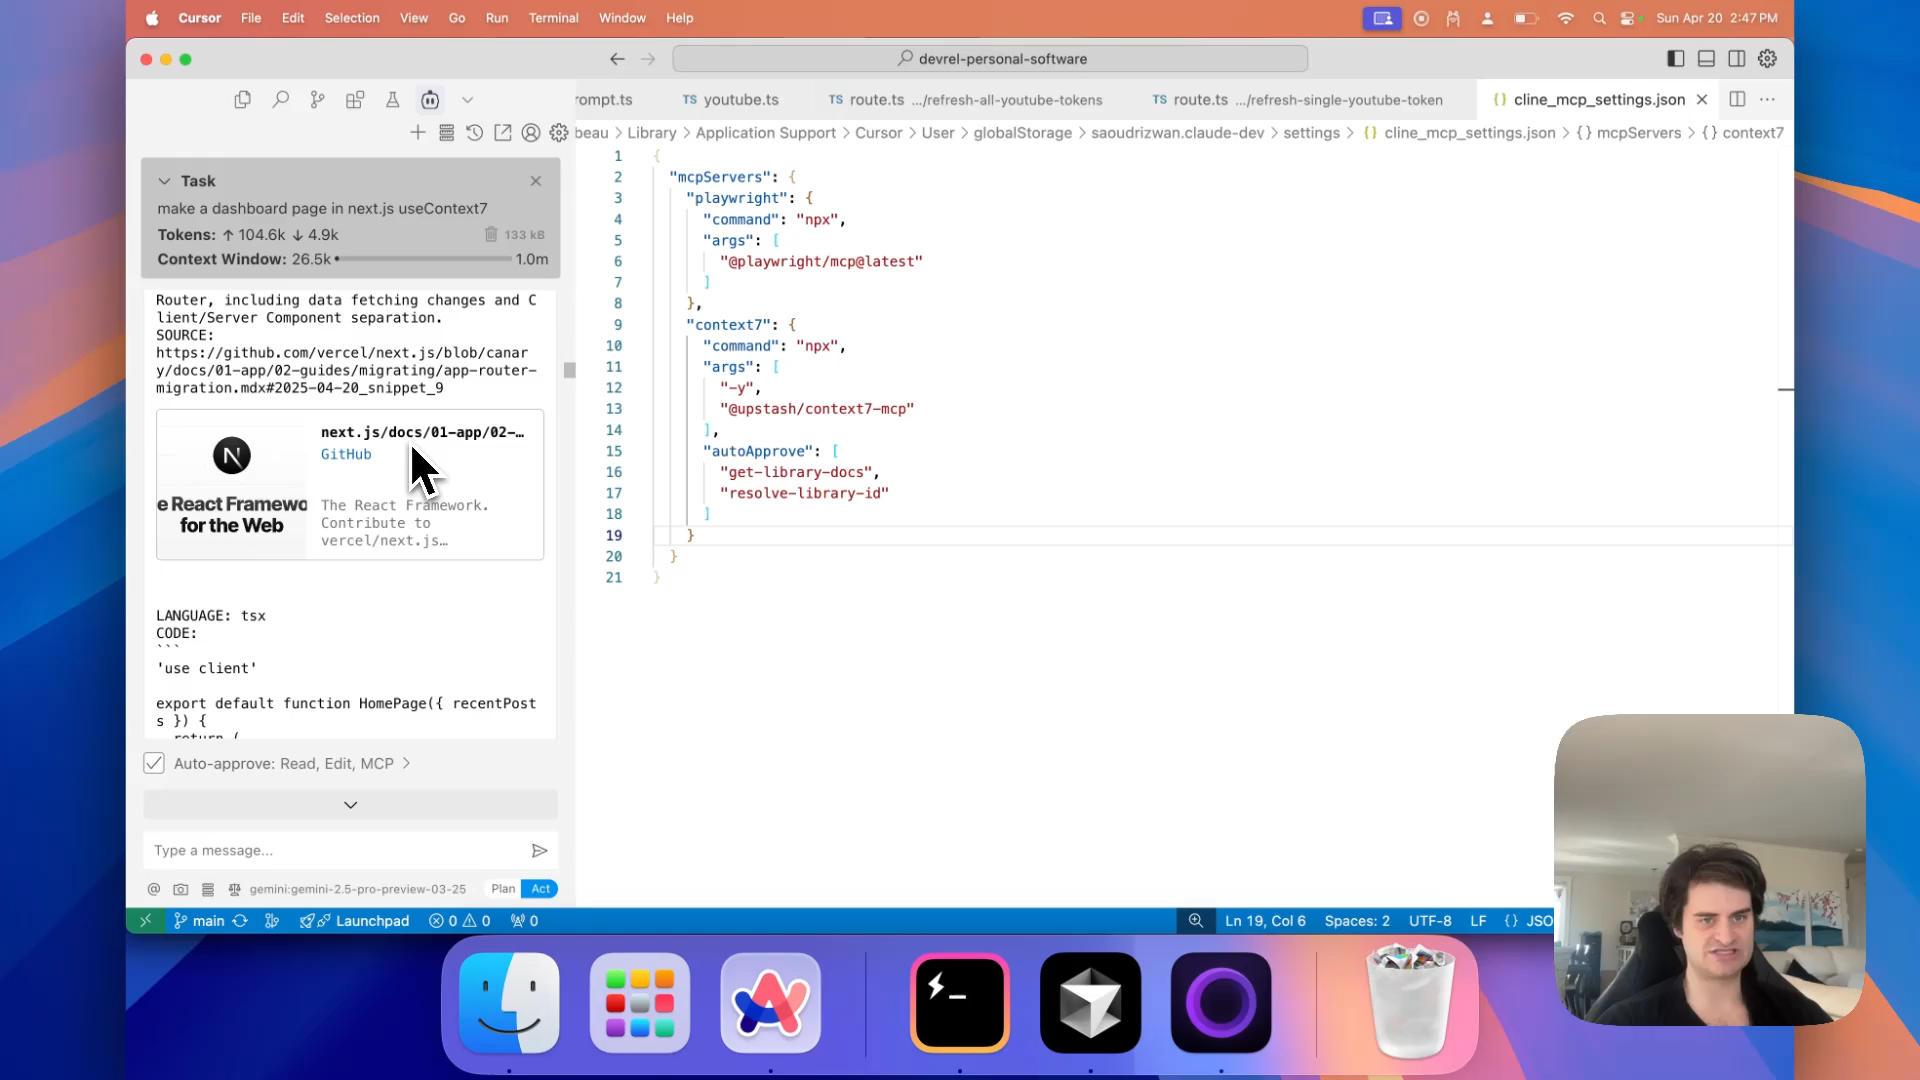 Cursor File Edit Selection View Go Run Terminal Window Help Sun Apr 20 2:47 PM
devrel-personal-software
ompt.ts TS youtube.ts TS route.ts .../refresh-all-youtube-tokens TS route.ts .../refresh-single-youtube-token {} cline_mcp_settings.json
beau > Library > Application Support > Cursor > User > globalStorage > saoudrizwan.claude-dev > settings > {} cline_mcp_settings.json > {} mcpServers > {} context7
Task
make a dashboard page in next.js useContext7
Tokens: ↑ 104.6k ↓ 4.9k 133 kB
Context Window: 26.5k 1.0m
Router, including data fetching changes and C
lient/Server Component separation.
SOURCE:
https://github.com/vercel/next.js/blob/canar
y/docs/01-app/02-guides/migrating/app-router-
migration.mdx#2025-04-20_snippet_9
N
e React Framewo
for the Web
next.js/docs/01-app/02-…
GitHub
The React Framework.
Contribute to
vercel/next.js…
LANGUAGE: tsx
CODE:
```
'use client'
export default function HomePage({ recentPost
s }) {
return (
Auto-approve: Read, Edit, MCP >
Type a message...
@ gemini:gemini-2.5-pro-preview-03-25 Plan Act
1 {
2 "mcpServers": {
3 "playwright": {
4 "command": "npx",
5 "args": [
6 "@playwright/mcp@latest"
7 ]
8 },
9 "context7": {
10 "command": "npx",
11 "args": [
12 "-y",
13 "@upstash/context7-mcp"
14 ],
15 "autoApprove": [
16 "get-library-docs",
17 "resolve-library-id"
18 ]
19 }
20 }
21 }
main Launchpad 0 0 0 Ln 19, Col 6 Spaces: 2 UTF-8 LF {} JSO